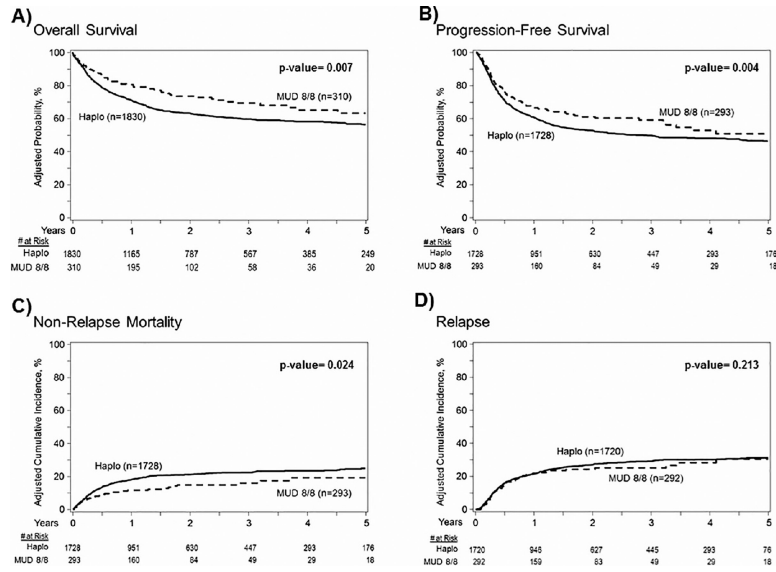 A) Overall Survival
p-value= 0.007
MUD 8/8 (n=310)
Haplo (n=1830)
Adjusted Probability, %
100
80
60
40
20
0
Years 0 1 2 3 4 5
# at Risk
Haplo 1830 1165 787 567 385 249
MUD 8/8 310 195 102 58 36 20
B) Progression-Free Survival
p-value= 0.004
MUD 8/8 (n=293)
Haplo (n=1728)
Adjusted Probability, %
100
80
60
40
20
0
Years 0 1 2 3 4 5
# at Risk
Haplo 1728 951 630 447 293 176
MUD 8/8 293 160 84 49 29 18
C) Non-Relapse Mortality
p-value= 0.024
Haplo (n=1728)
MUD 8/8 (n=293)
Adjusted Cumulative Incidence, %
100
80
60
40
20
0
Years 0 1 2 3 4 5
# at Risk
Haplo 1728 951 630 447 293 176
MUD 8/8 293 160 84 49 29 18
D) Relapse
p-value= 0.213
Haplo (n=1720)
MUD 8/8 (n=292)
Adjusted Cumulative Incidence, %
100
80
60
40
20
0
Years 0 1 2 3 4 5
# at Risk
Haplo 1720 946 627 445 293 76
MUD 8/8 292 159 83 49 29 18